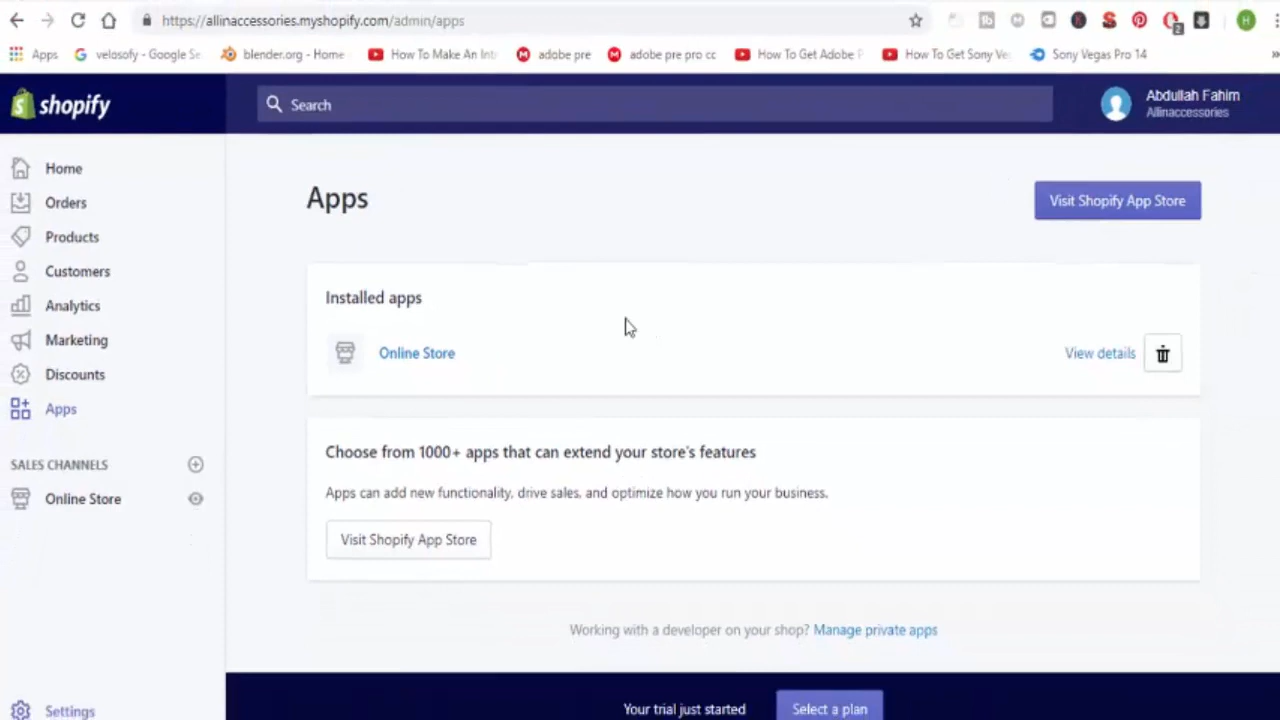 https://allinaccessories.myshopify.com/admin/apps
2
H
Apps
velosofy - Google Se
blender.org - Home
How To Make An Int
adobe pre
adobe pre pro cc
How To Get Adobe P
How To Get Sony Ve
Sony Vegas Pro 14
shopify
Search
Abdullah Fahim
Allinaccessories
Home
Orders
Products
Customers
Analytics
Marketing
Discounts
Apps
SALES CHANNELS
Online Store
Settings
Apps
Visit Shopify App Store
Installed apps
Online Store
View details
Choose from 1000+ apps that can extend your store's features
Apps can add new functionality, drive sales, and optimize how you run your business.
Visit Shopify App Store
Working with a developer on your shop? Manage private apps
Your trial just started
Select a plan